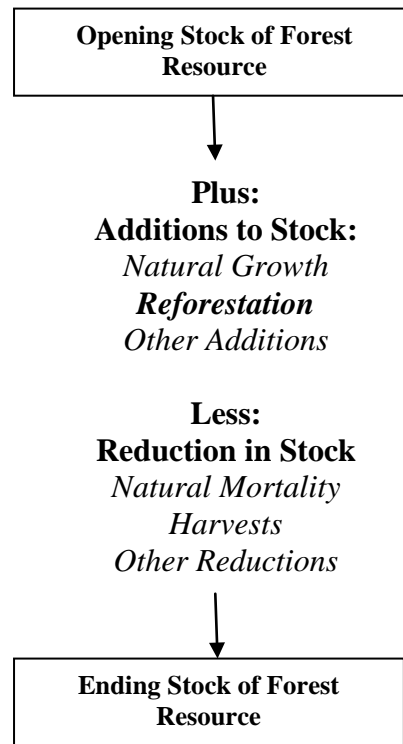 Opening Stock of Forest
Resource
Plus:
Additions to Stock:
Natural Growth
Reforestation
Other Additions
Less:
Reduction in Stock
Natural Mortality
Harvests
Other Reductions
Ending Stock of Forest
Resource